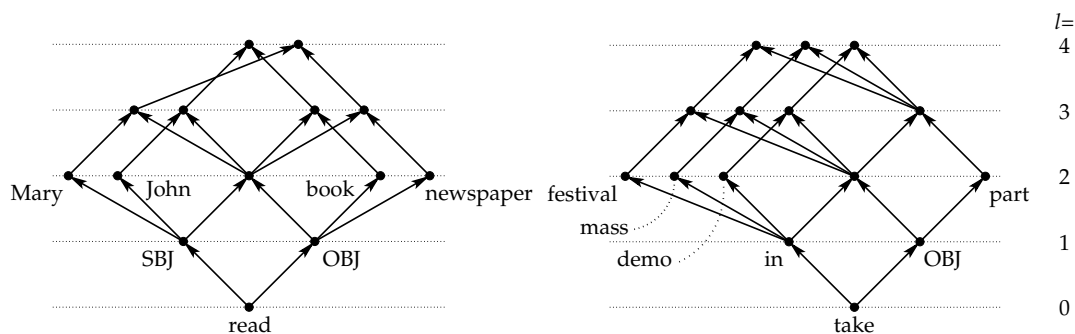 l=
4
3
Mary John book newspaper festival part 2
mass
demo
SBJ OBJ in OBJ 1
0
read take